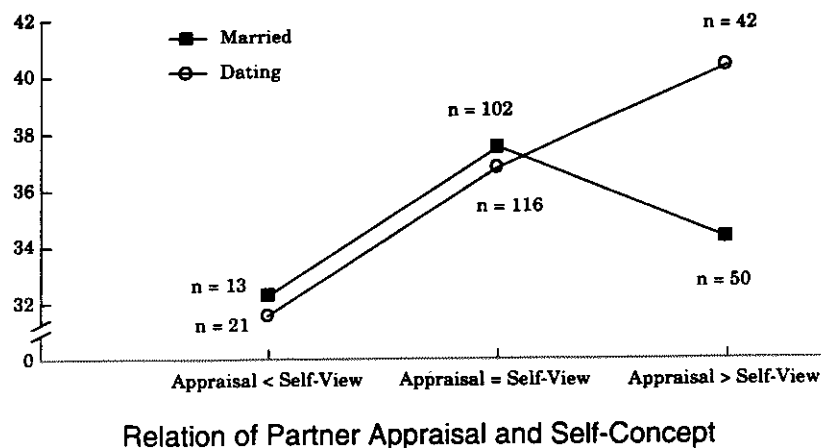 42
n = 42
Married
Dating
40
n = 102
38
36
n = 116
34
n = 50
n = 13
32
n = 21
0
Appraisal < Self-View
Appraisal = Self-View
Appraisal > Self-View
Relation of Partner Appraisal and Self-Concept